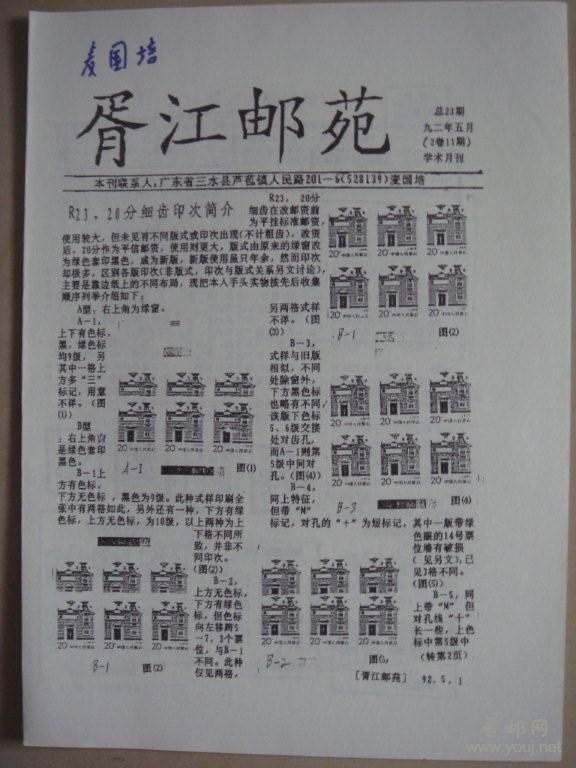 麦国培
胥江邮苑
总23期
九二年五月
(2卷11期)
学术月刊
本刊联系人：广东省三水县芦苞镇人民路201—6(528139)麦国培
R23、20分细齿印次简介
R23, 20分
细齿在改邮资前
为平挂标准邮资,
使用较大，但未见有不同版式或印次出现(不计粗齿)，改资
后，20分作为平信邮资，使用则更大，版式由原来的绿窗改
为绿色套印黑色，成为新版，新版使用虽只年余，然而印次
却很多，区别各版印次(非版式，印次与版式关系另文讨论)，
主要是靠边纸上的不同布局，现把本人手头实物按先后收集
顺序列举介绍如下：
A型：右上角为绿窗。
A—1，
上下有色标，
黑，绿色标
均9级，另
其中一格上
方多“三”
标记，用意
不详。(图
(1))
B型
：右上角
是绿色套印
黑色。
B—1上
方有色标，
下方无色标，黑色为9级。此种式样印刷全
张中有两格如此，另外还有一种，下方有绿
色标，上方无色标，为10级，以上两种为上
下格不同所
致，并非不
同印次。
(图(2))
B—2，
上方无色标，
下方有绿色
标，但色标
向左移跨5
—7，3个票
位，与B—1
不同。此种
仅见两格，
另两格式样
不详。(图
(3))
B—3，
式样与旧版
相似，不同
处除窗外，
下方黑色标
也略有不同
该版下色标
5、6级交接
处对齿孔，
而A—1则第
5级中间对
孔。(图(4))
B—4，
同上特征，
但带“M”
标记，对孔的“+”为短标记，其中一版带绿
色眼的14号票
位墙有破损
(见另文)，已
见3格不同。
(图(5))
B—5，同
上带“M”但
对孔线“+”
长一些，上色
标中第5级中
(转第2页)
20
中国人民邮政
A-1
图(1)
B-1
图(2)
B-3
图(4)
B-1
图(2)
B-2
[胥江邮苑] 92.5.1
普邮网
www.youj.net